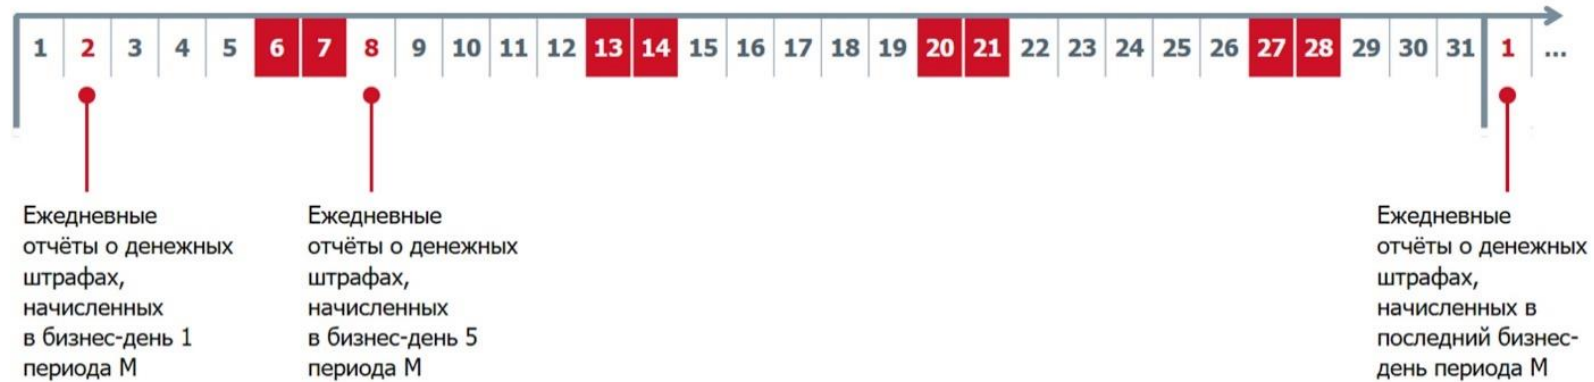 1 2 3 4 5 6 7 8 9 10 11 12 13 14 15 16 17 18 19 20 21 22 23 24 25 26 27 28 29 30 31 1 ...
Ежедневные
отчёты о денежных
штрафах,
начисленных
в бизнес-день 1
периода М
Ежедневные
отчёты о денежных
штрафах,
начисленных
в бизнес-день 5
периода М
Ежедневные
отчёты о денежных
штрафах,
начисленных в
последний бизнес-
день периода М